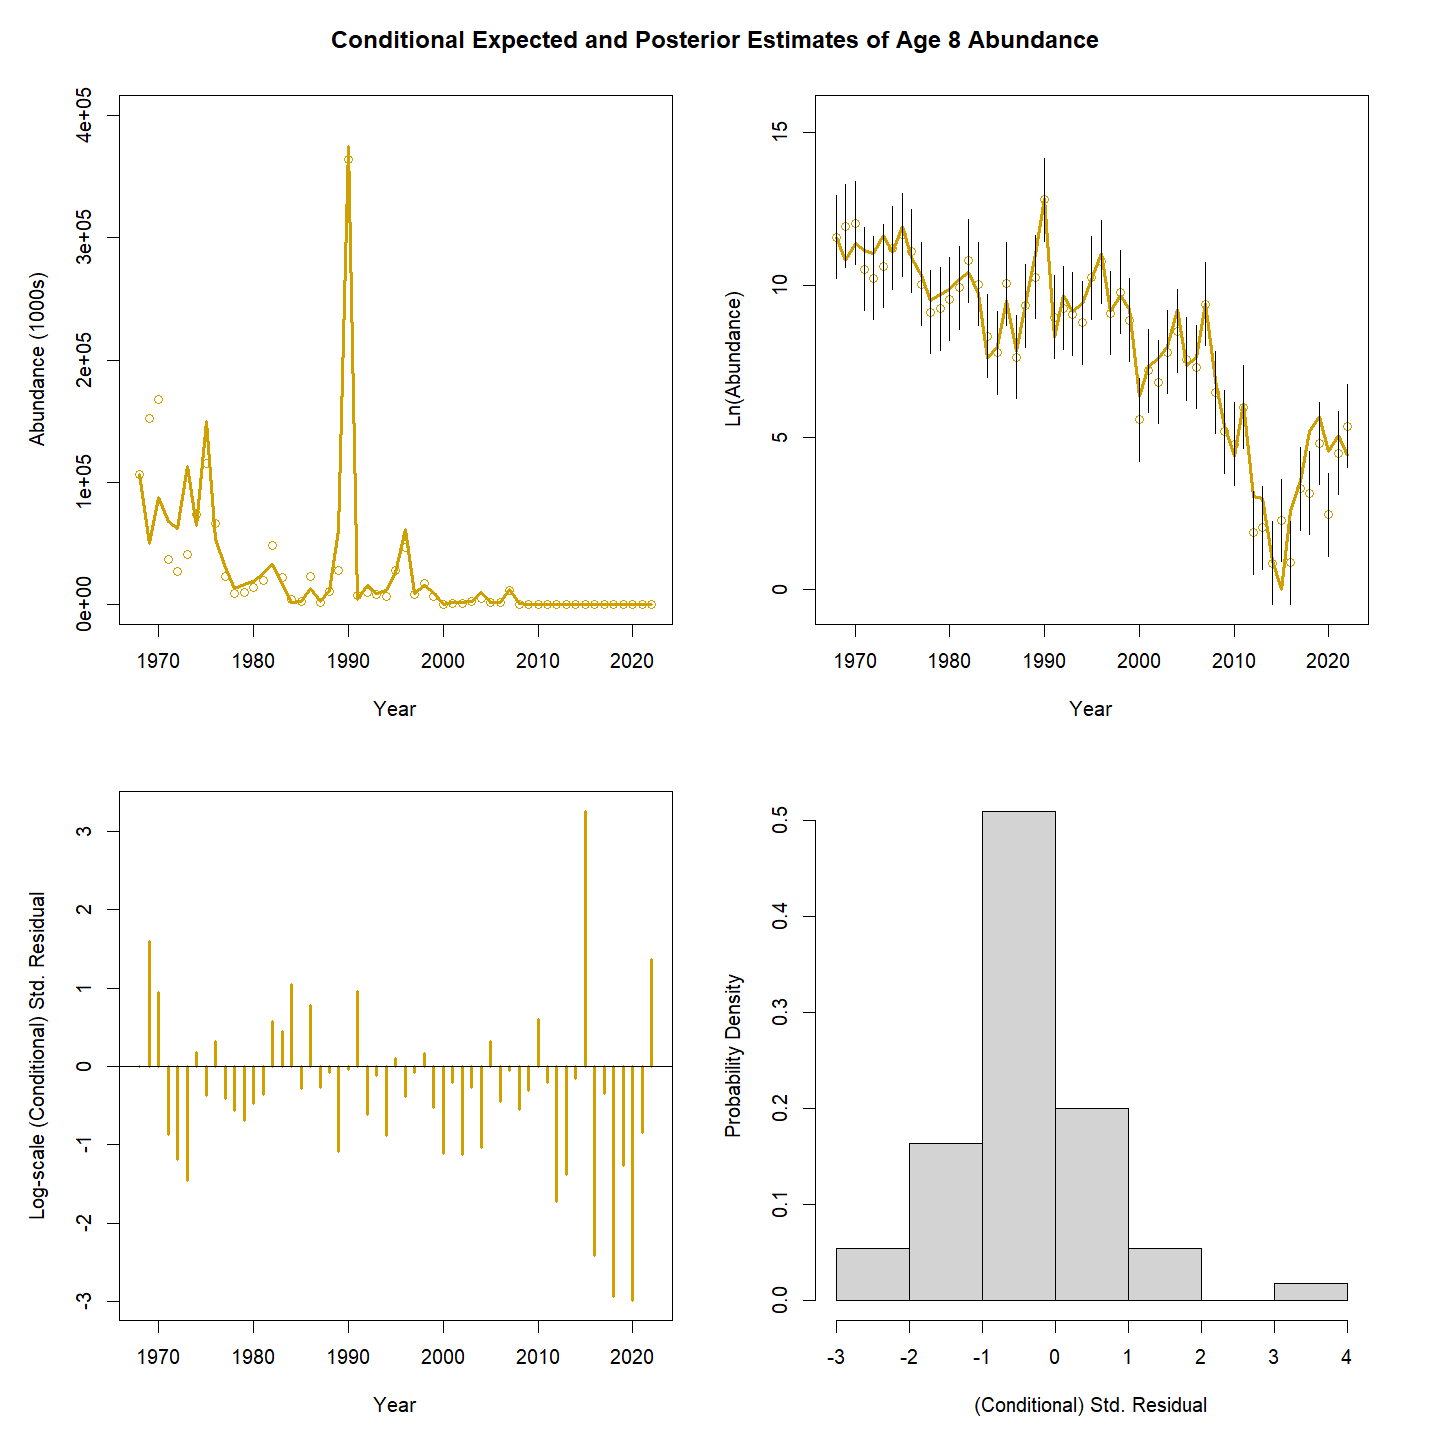 Conditional Expected and Posterior Estimates of Age 8 Abundance
Abundance (1000s)
0e+00 1e+05 2e+05 3e+05 4e+05
1970 1980 1990 2000 2010 2020
Year
Ln(Abundance)
0 5 10 15
1970 1980 1990 2000 2010 2020
Year
Log-scale (Conditional) Std. Residual
-3 -2 -1 0 1 2 3
1970 1980 1990 2000 2010 2020
Year
Probability Density
0.0 0.1 0.2 0.3 0.4 0.5
-3 -2 -1 0 1 2 3 4
(Conditional) Std. Residual